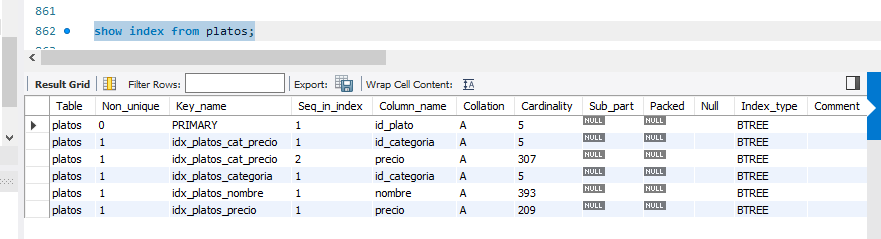 861
862 show index from platos;
Result Grid Filter Rows: Export: Wrap Cell Content:
Table Non_unique Key_name Seq_in_index Column_name Collation Cardinality Sub_part Packed Null Index_type Comment
platos 0 PRIMARY 1 id_plato A 5 NULL NULL BTREE
platos 1 idx_platos_cat_precio 1 id_categoria A 5 NULL NULL BTREE
platos 1 idx_platos_cat_precio 2 precio A 307 NULL NULL BTREE
platos 1 idx_platos_categoria 1 id_categoria A 5 NULL NULL BTREE
platos 1 idx_platos_nombre 1 nombre A 393 NULL NULL BTREE
platos 1 idx_platos_precio 1 precio A 209 NULL NULL BTREE